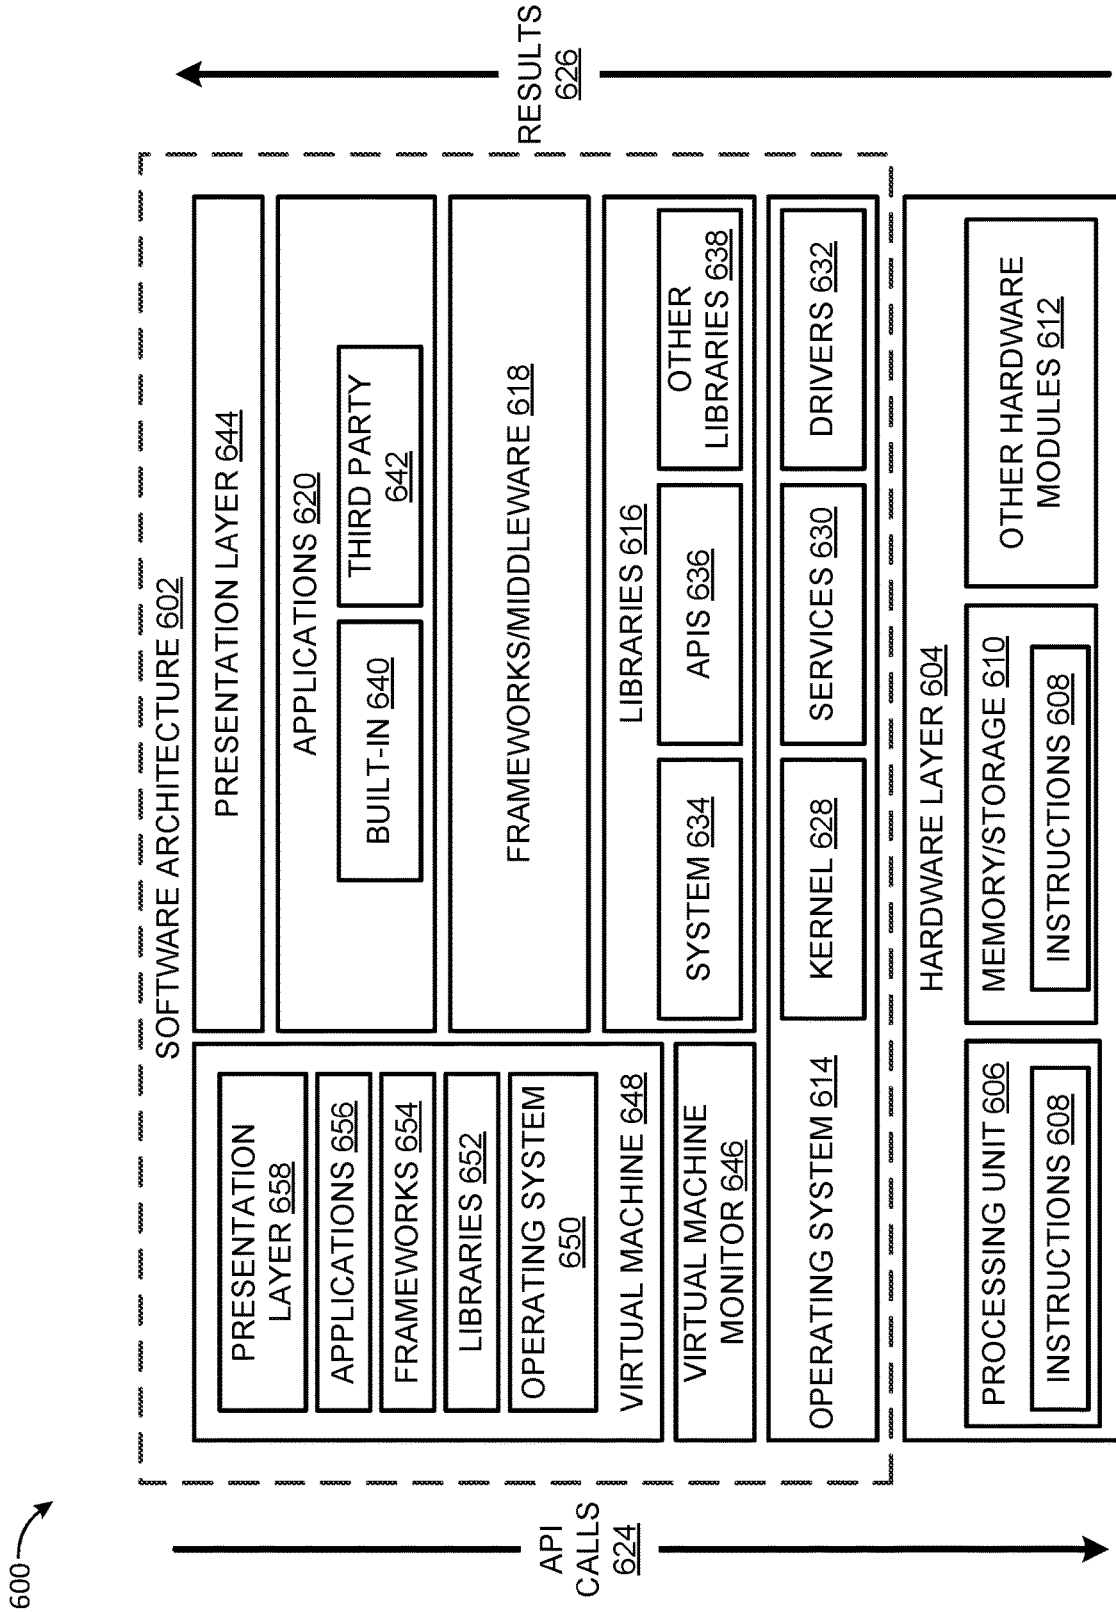 600
SOFTWARE ARCHITECTURE 602
PRESENTATION
LAYER 658
APPLICATIONS 656
FRAMEWORKS 654
LIBRARIES 652
OPERATING SYSTEM
650
VIRTUAL MACHINE 648
VIRTUAL MACHINE
MONITOR 646
PRESENTATION LAYER 644
APPLICATIONS 620
BUILT-IN 640
THIRD PARTY
642
FRAMEWORKS/MIDDLEWARE 618
LIBRARIES 616
SYSTEM 634
APIS 636
OTHER
LIBRARIES 638
OPERATING SYSTEM 614
KERNEL 628
SERVICES 630
DRIVERS 632
HARDWARE LAYER 604
PROCESSING UNIT 606
INSTRUCTIONS 608
MEMORY/STORAGE 610
INSTRUCTIONS 608
OTHER HARDWARE
MODULES 612
API
CALLS
624
RESULTS
626